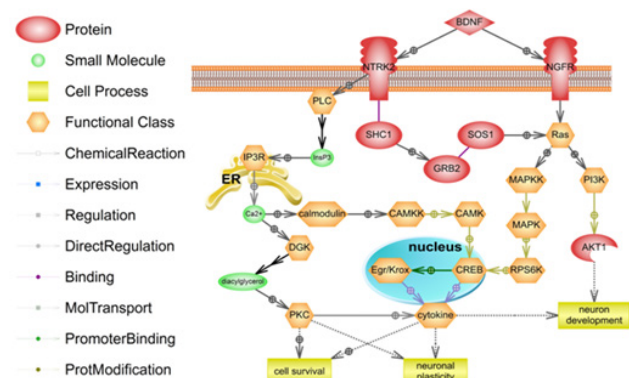 Protein
Small Molecule
Cell Process
Functional Class
ChemicalReaction
Expression
Regulation
DirectRegulation
Binding
MolTransport
PromoterBinding
ProtModification
BDNF
NTRK2
NGFR
PLC
SHC1
SOS1
Ras
IP3R
InsP3
GRB2
ER
MAPKK
PI3K
Ca2+
calmodulin
CAMKK
CAMK
MAPK
DGK
nucleus
AKT1
Egr/Krox
CREB
RPS6K
diacylglycerol
PKC
cytokine
neuron
development
cell survival
neuronal
plasticity